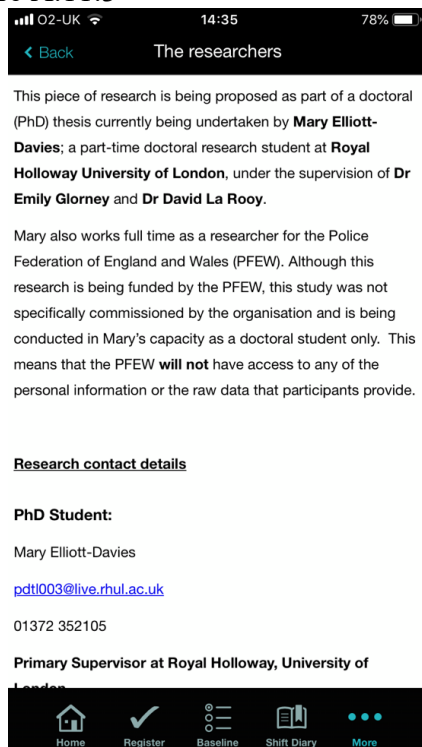 O2-UK 14:35 78%
Back The researchers
This piece of research is being proposed as part of a doctoral
(PhD) thesis currently being undertaken by Mary Elliott-
Davies; a part-time doctoral research student at Royal
Holloway University of London, under the supervision of Dr
Emily Glorney and Dr David La Rooy.
Mary also works full time as a researcher for the Police
Federation of England and Wales (PFEW). Although this
research is being funded by the PFEW, this study was not
specifically commissioned by the organisation and is being
conducted in Mary's capacity as a doctoral student only. This
means that the PFEW will not have access to any of the
personal information or the raw data that participants provide.
Research contact details
PhD Student:
Mary Elliott-Davies
pdtl003@live.rhul.ac.uk
01372 352105
Primary Supervisor at Royal Holloway, University of
London
Home Register Baseline Shift Diary More